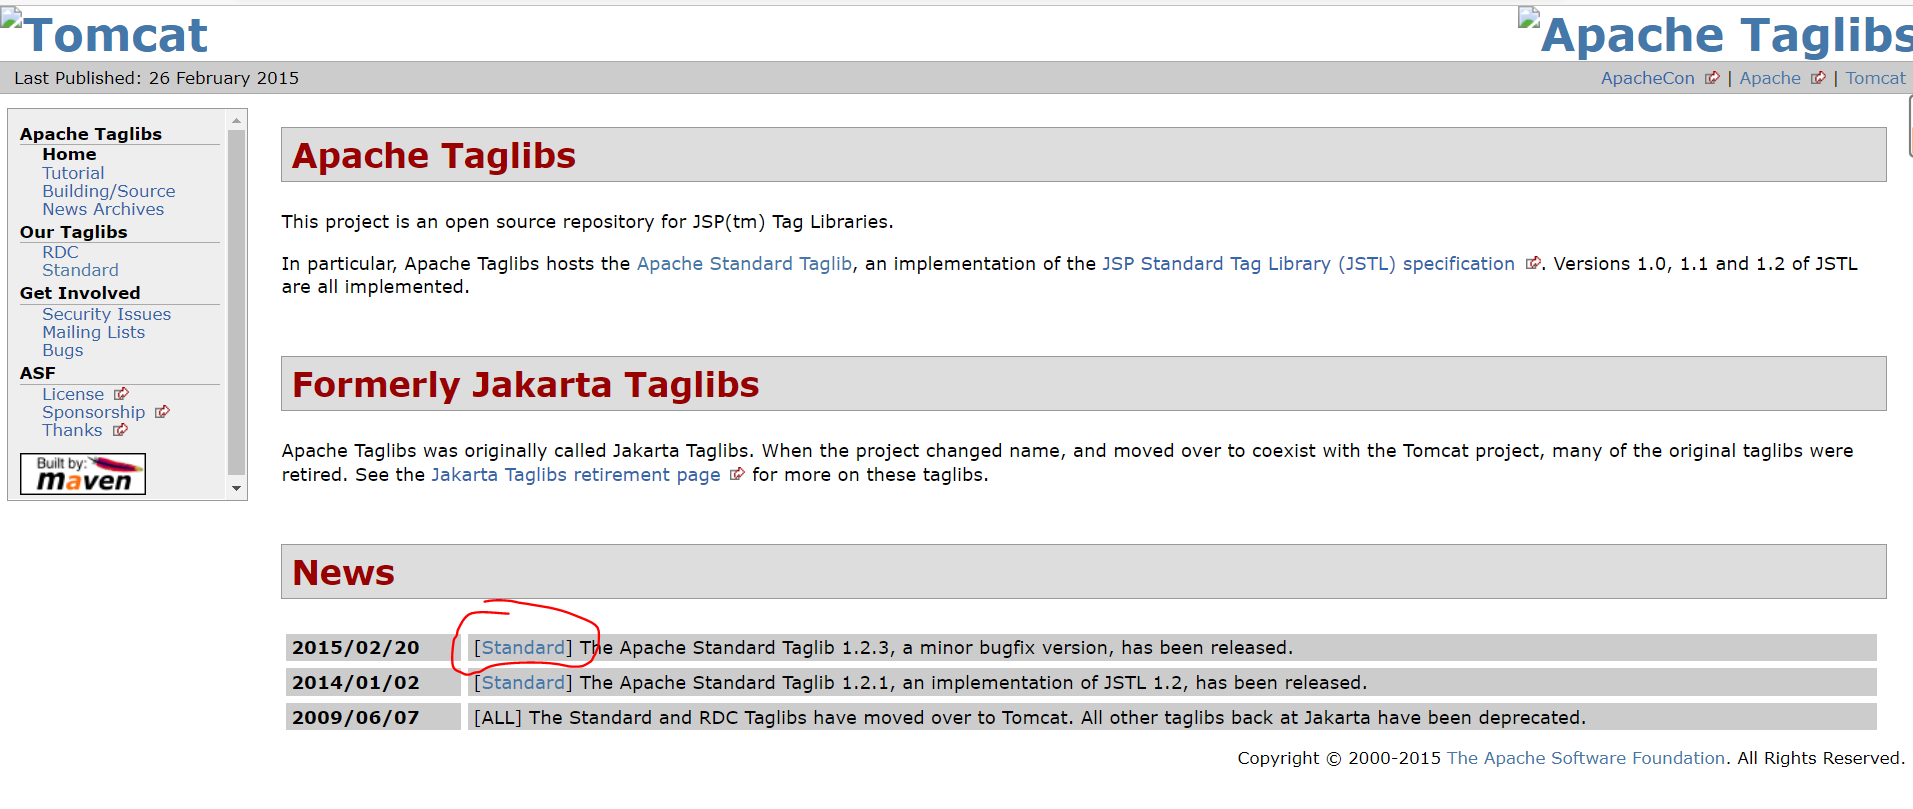 Tomcat
Apache Taglibs
Last Published: 26 February 2015
ApacheCon | Apache | Tomcat
Apache Taglibs
Home
Tutorial
Building/Source
News Archives
Our Taglibs
RDC
Standard
Get Involved
Security Issues
Mailing Lists
Bugs
ASF
License
Sponsorship
Thanks
Built by:
maven
Apache Taglibs
This project is an open source repository for JSP(tm) Tag Libraries.
In particular, Apache Taglibs hosts the Apache Standard Taglib, an implementation of the JSP Standard Tag Library (JSTL) specification . Versions 1.0, 1.1 and 1.2 of JSTL
are all implemented.
Formerly Jakarta Taglibs
Apache Taglibs was originally called Jakarta Taglibs. When the project changed name, and moved over to coexist with the Tomcat project, many of the original taglibs were
retired. See the Jakarta Taglibs retirement page for more on these taglibs.
News
2015/02/20 [Standard] The Apache Standard Taglib 1.2.3, a minor bugfix version, has been released.
2014/01/02 [Standard] The Apache Standard Taglib 1.2.1, an implementation of JSTL 1.2, has been released.
2009/06/07 [ALL] The Standard and RDC Taglibs have moved over to Tomcat. All other taglibs back at Jakarta have been deprecated.
Copyright © 2000-2015 The Apache Software Foundation. All Rights Reserved.